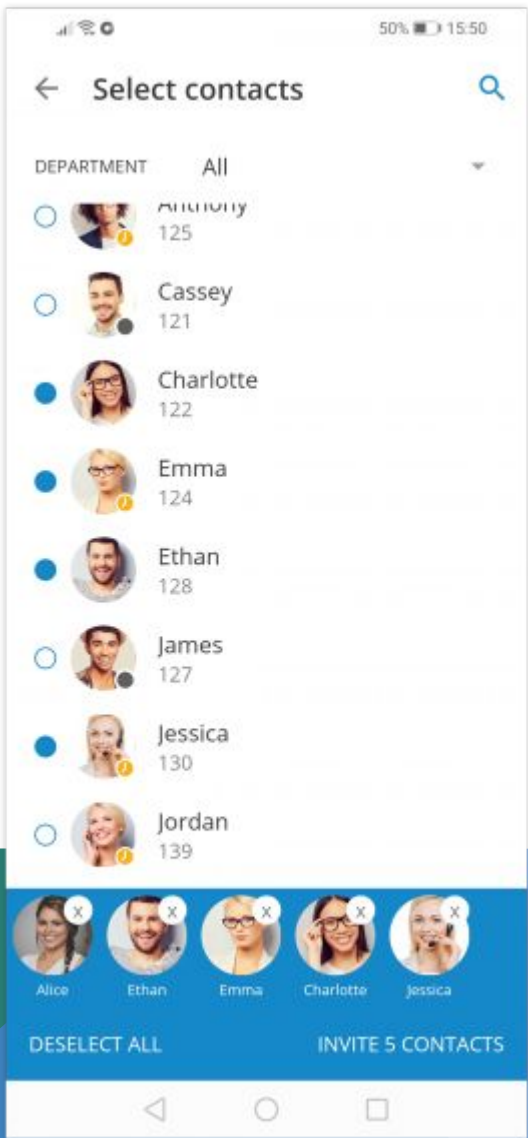 50% 15:50
Select contacts
DEPARTMENT All
Anthony
125
Cassey
121
Charlotte
122
Emma
124
Ethan
128
James
127
Jessica
130
Jordan
139
X X X X X
Alice Ethan Emma Charlotte Jessica
DESELECT ALL INVITE 5 CONTACTS